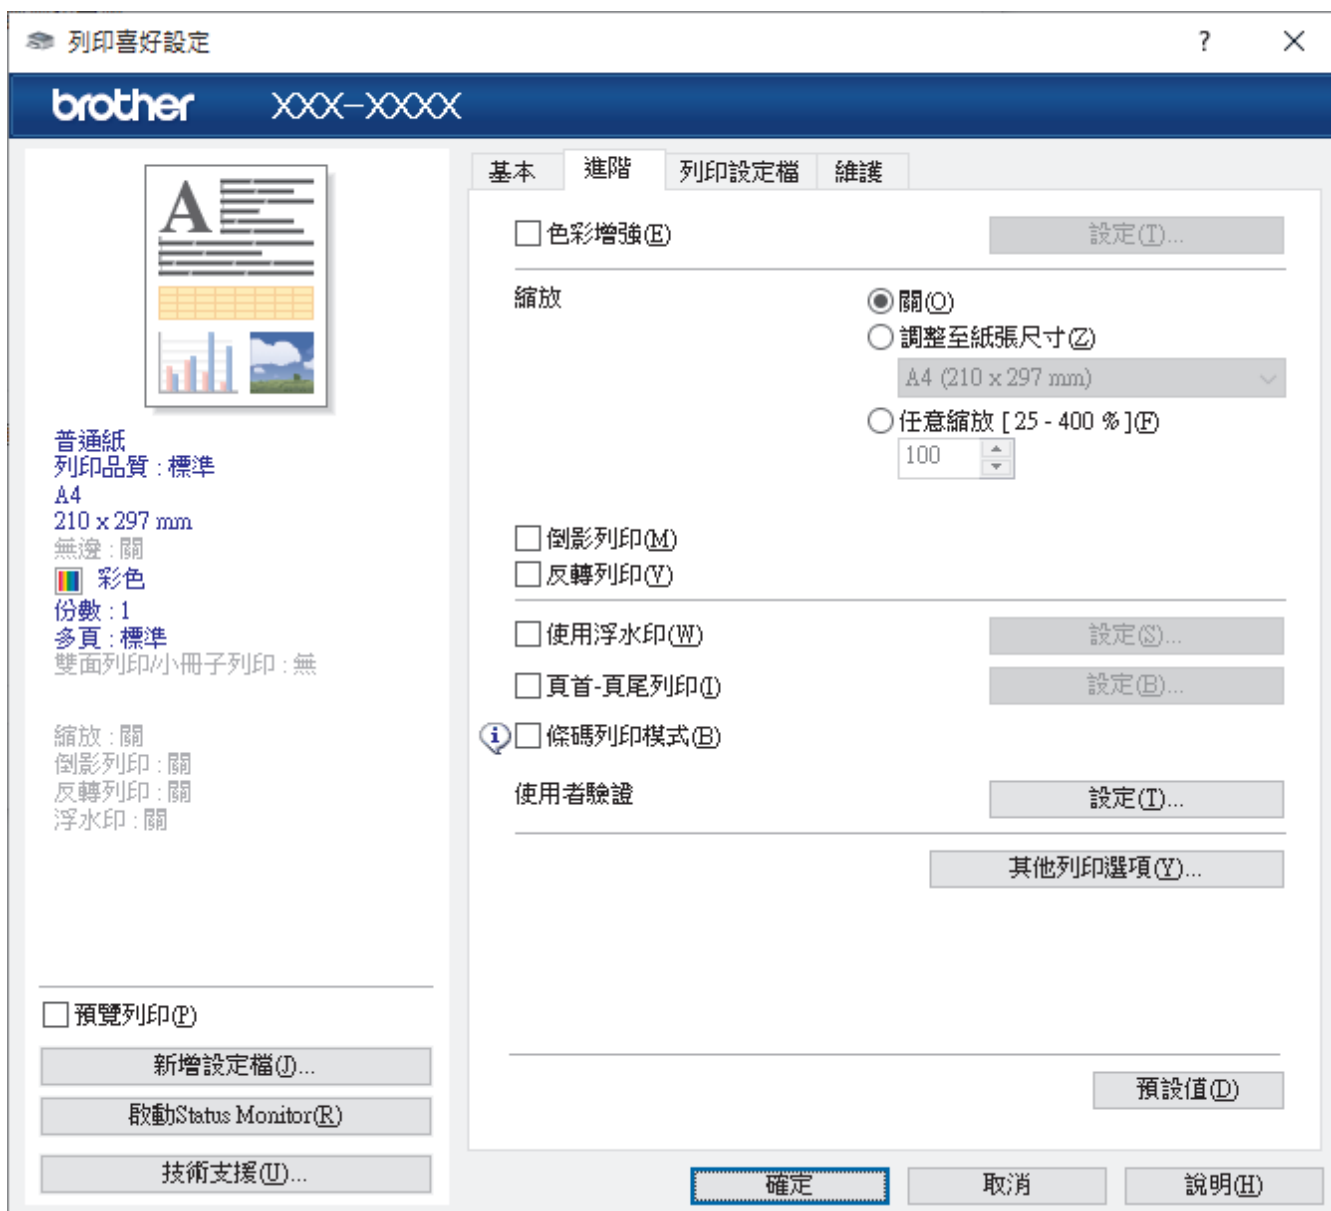 列印喜好設定
brother XXX-XXXX
基本 進階 列印設定檔 維護
A
普通紙
列印品質 : 標準
A4
210 x 297 mm
無邊 : 關
彩色
份數 : 1
多頁 : 標準
雙面列印/小冊子列印 : 無
縮放 : 關
倒影列印 : 關
反轉列印 : 關
浮水印 : 關
預覽列印(P)
新增設定檔(J)...
啟動Status Monitor(R)
技術支援(U)...
色彩增強(E) 設定(T)...
縮放 關(O)
調整至紙張尺寸(Z)
A4 (210 x 297 mm)
任意縮放 [ 25 - 400 % ](F)
100
倒影列印(M)
反轉列印(V)
使用浮水印(W) 設定(S)...
頁首-頁尾列印(I) 設定(B)...
條碼列印模式(B)
使用者驗證 設定(T)...
其他列印選項(Y)...
預設值(D)
確定 取消 說明(H)